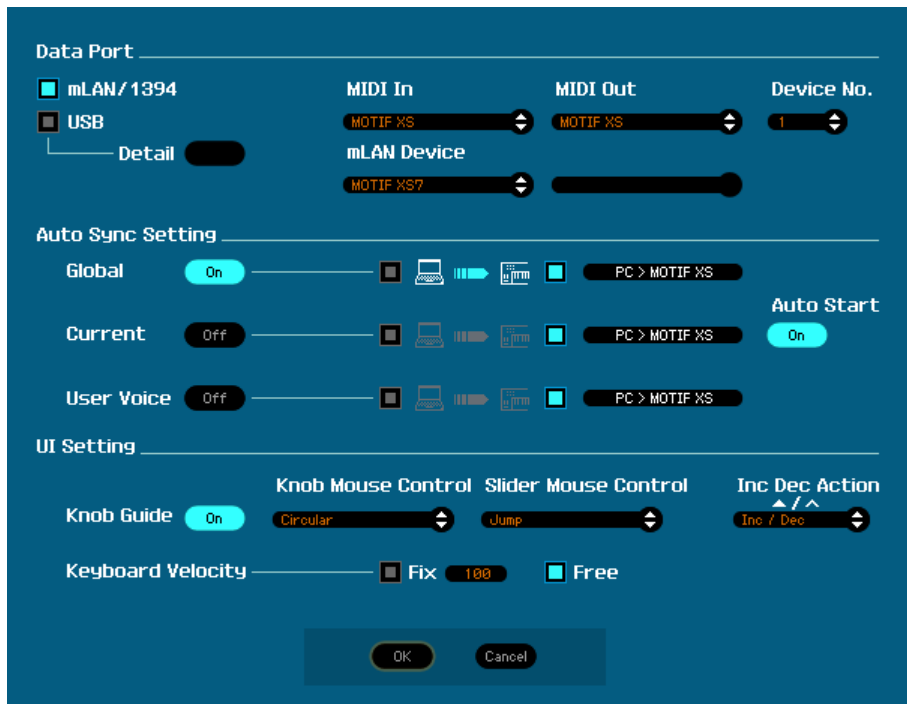 Data Port
mLAN/1394 MIDI In MIDI Out Device No.
USB MOTIF XS MOTIF XS 1
Detail mLAN Device
MOTIF XS7
Auto Sync Setting
Global On PC > MOTIF XS
Auto Start
Current Off PC > MOTIF XS On
User Voice Off PC > MOTIF XS
UI Setting
Knob Mouse Control Slider Mouse Control Inc Dec Action
Knob Guide On Circular Jump Inc / Dec
Keyboard Velocity Fix 100 Free
OK Cancel